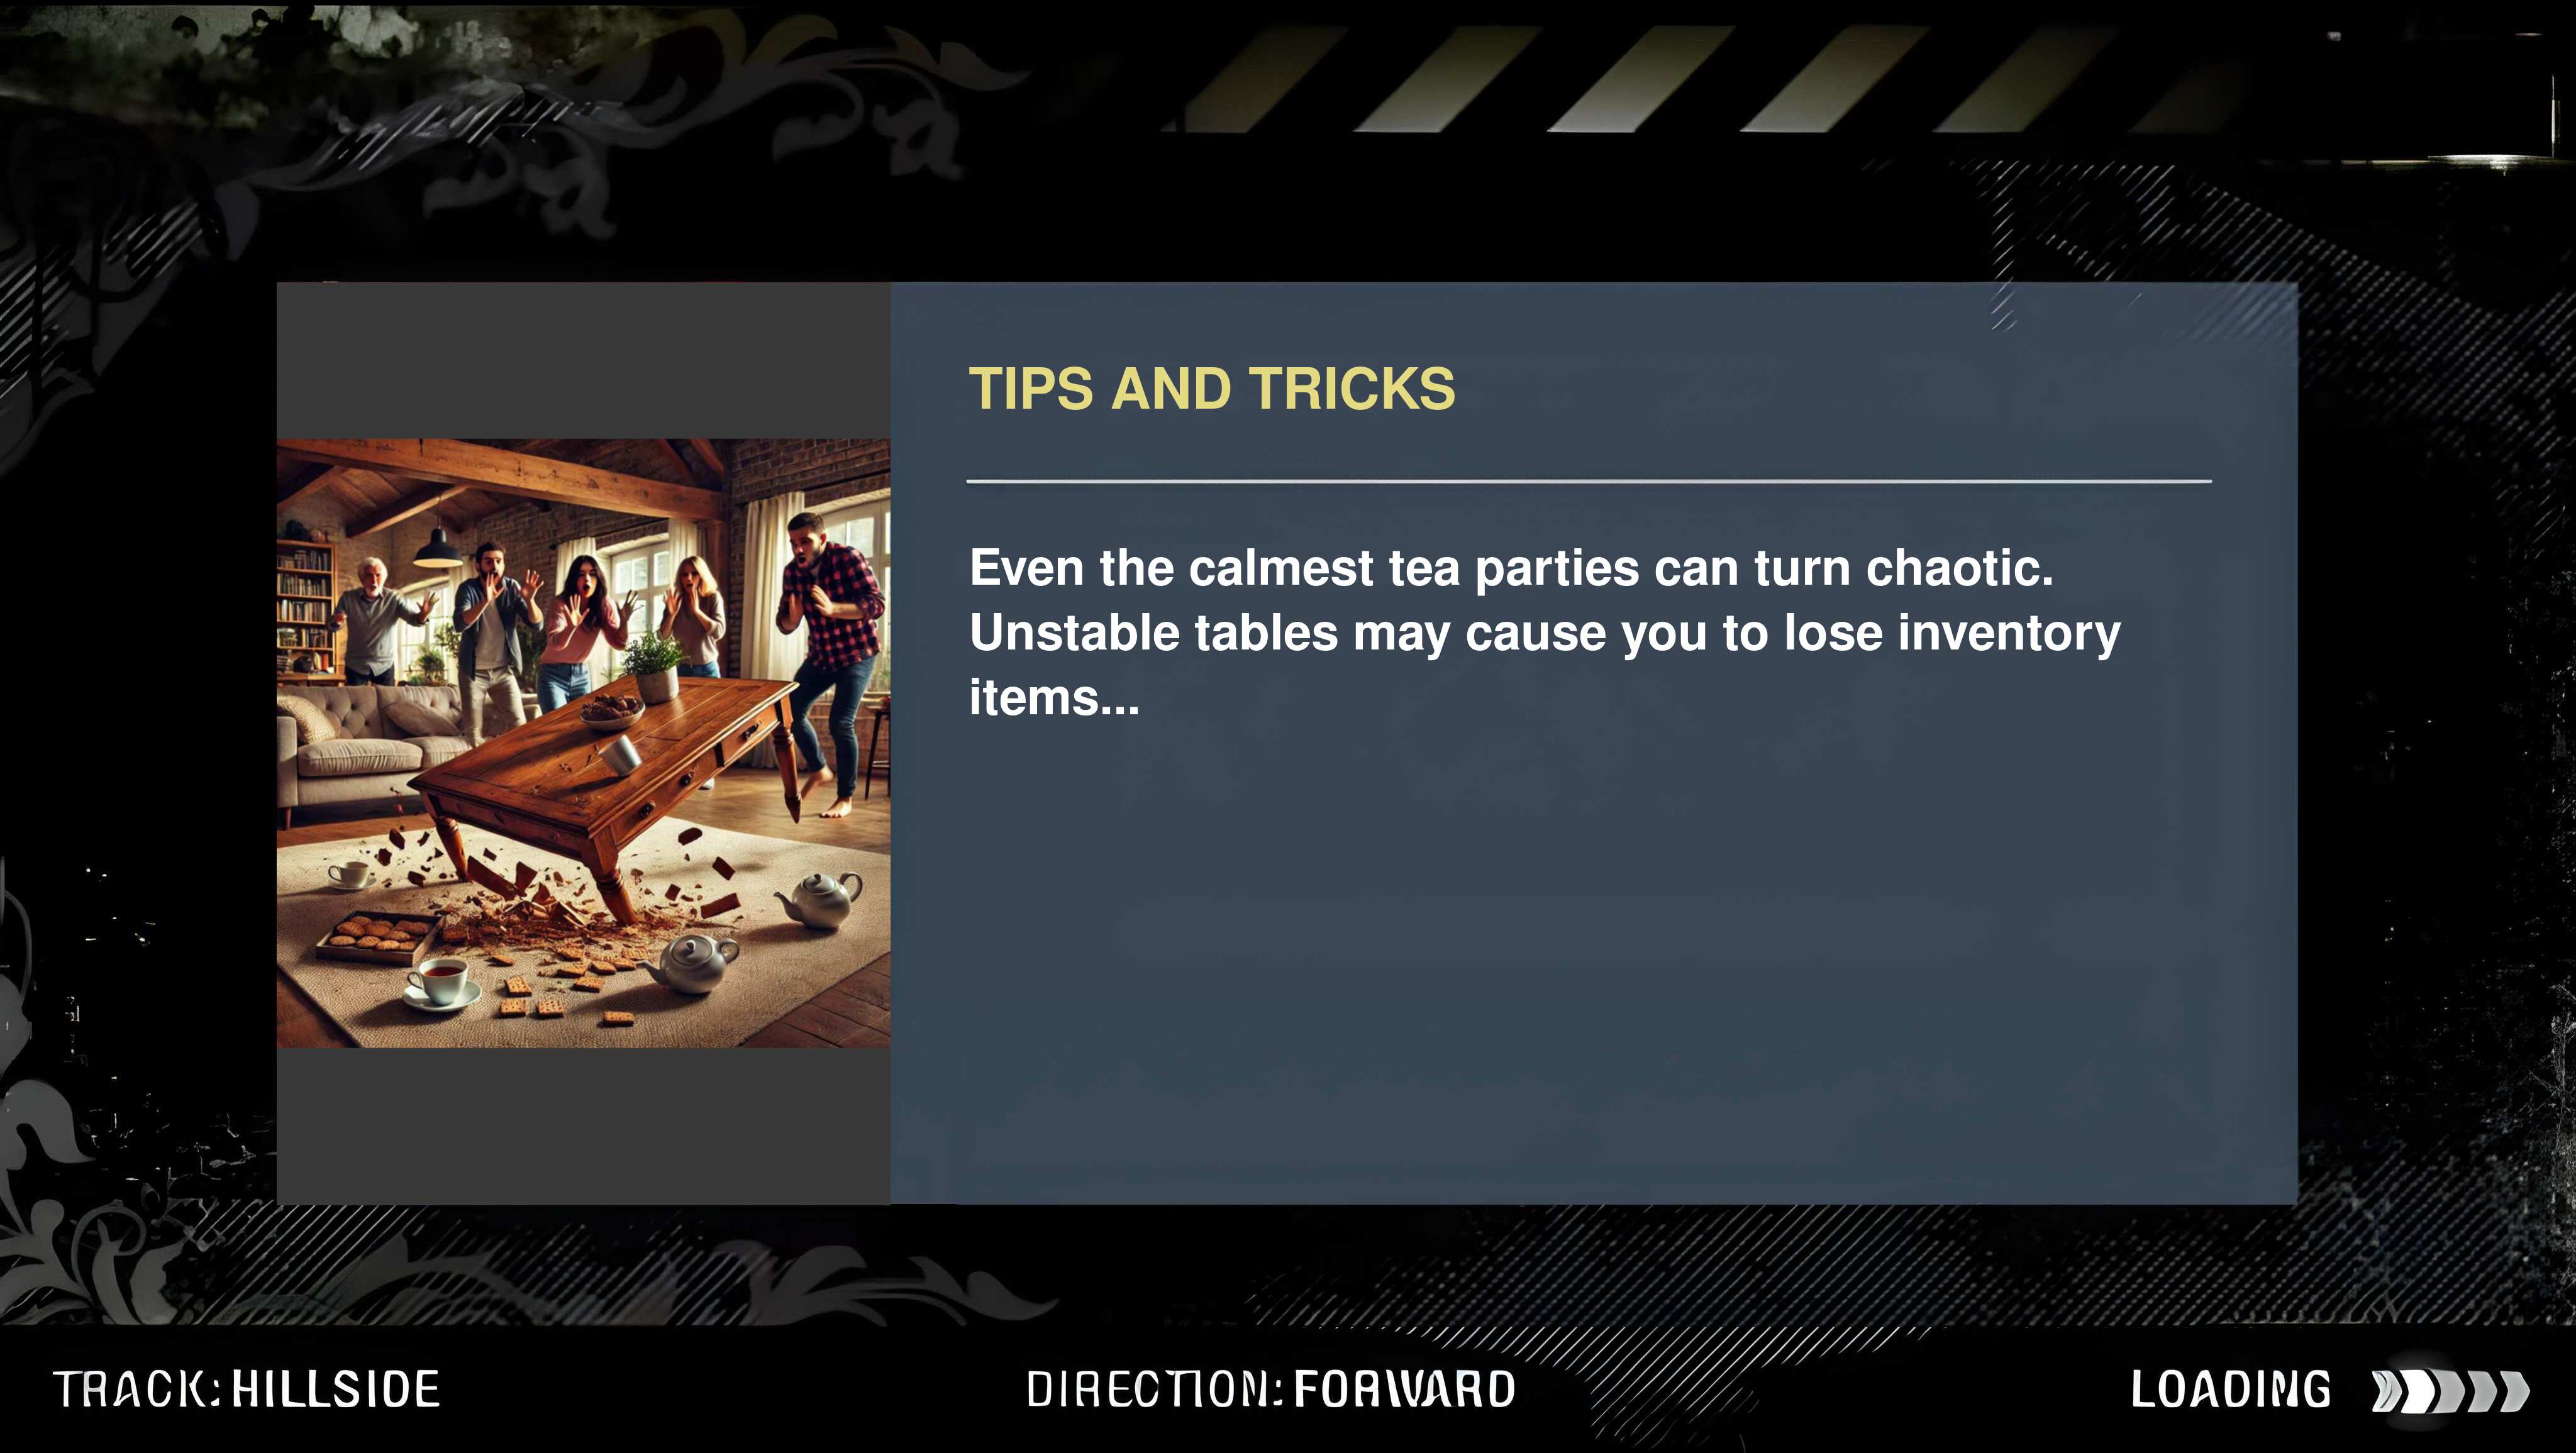 TIPS AND TRICKS
Even the calmest tea parties can turn chaotic.
Unstable tables may cause you to lose inventory
items...
TRACK: HILLSIDE
DIRECTION: FORWARD
LOADING